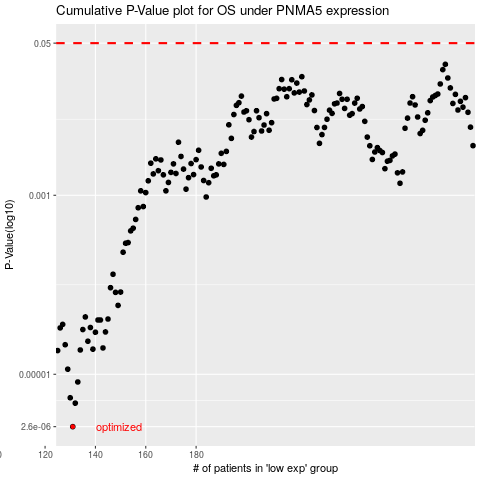 Cumulative P-Value plot for OS under PNMA5 expression
0.05
0.001
0.00001
2.6e-06
P-Value(log10)
optimized
0 120 140 160 180
# of patients in 'low exp' group